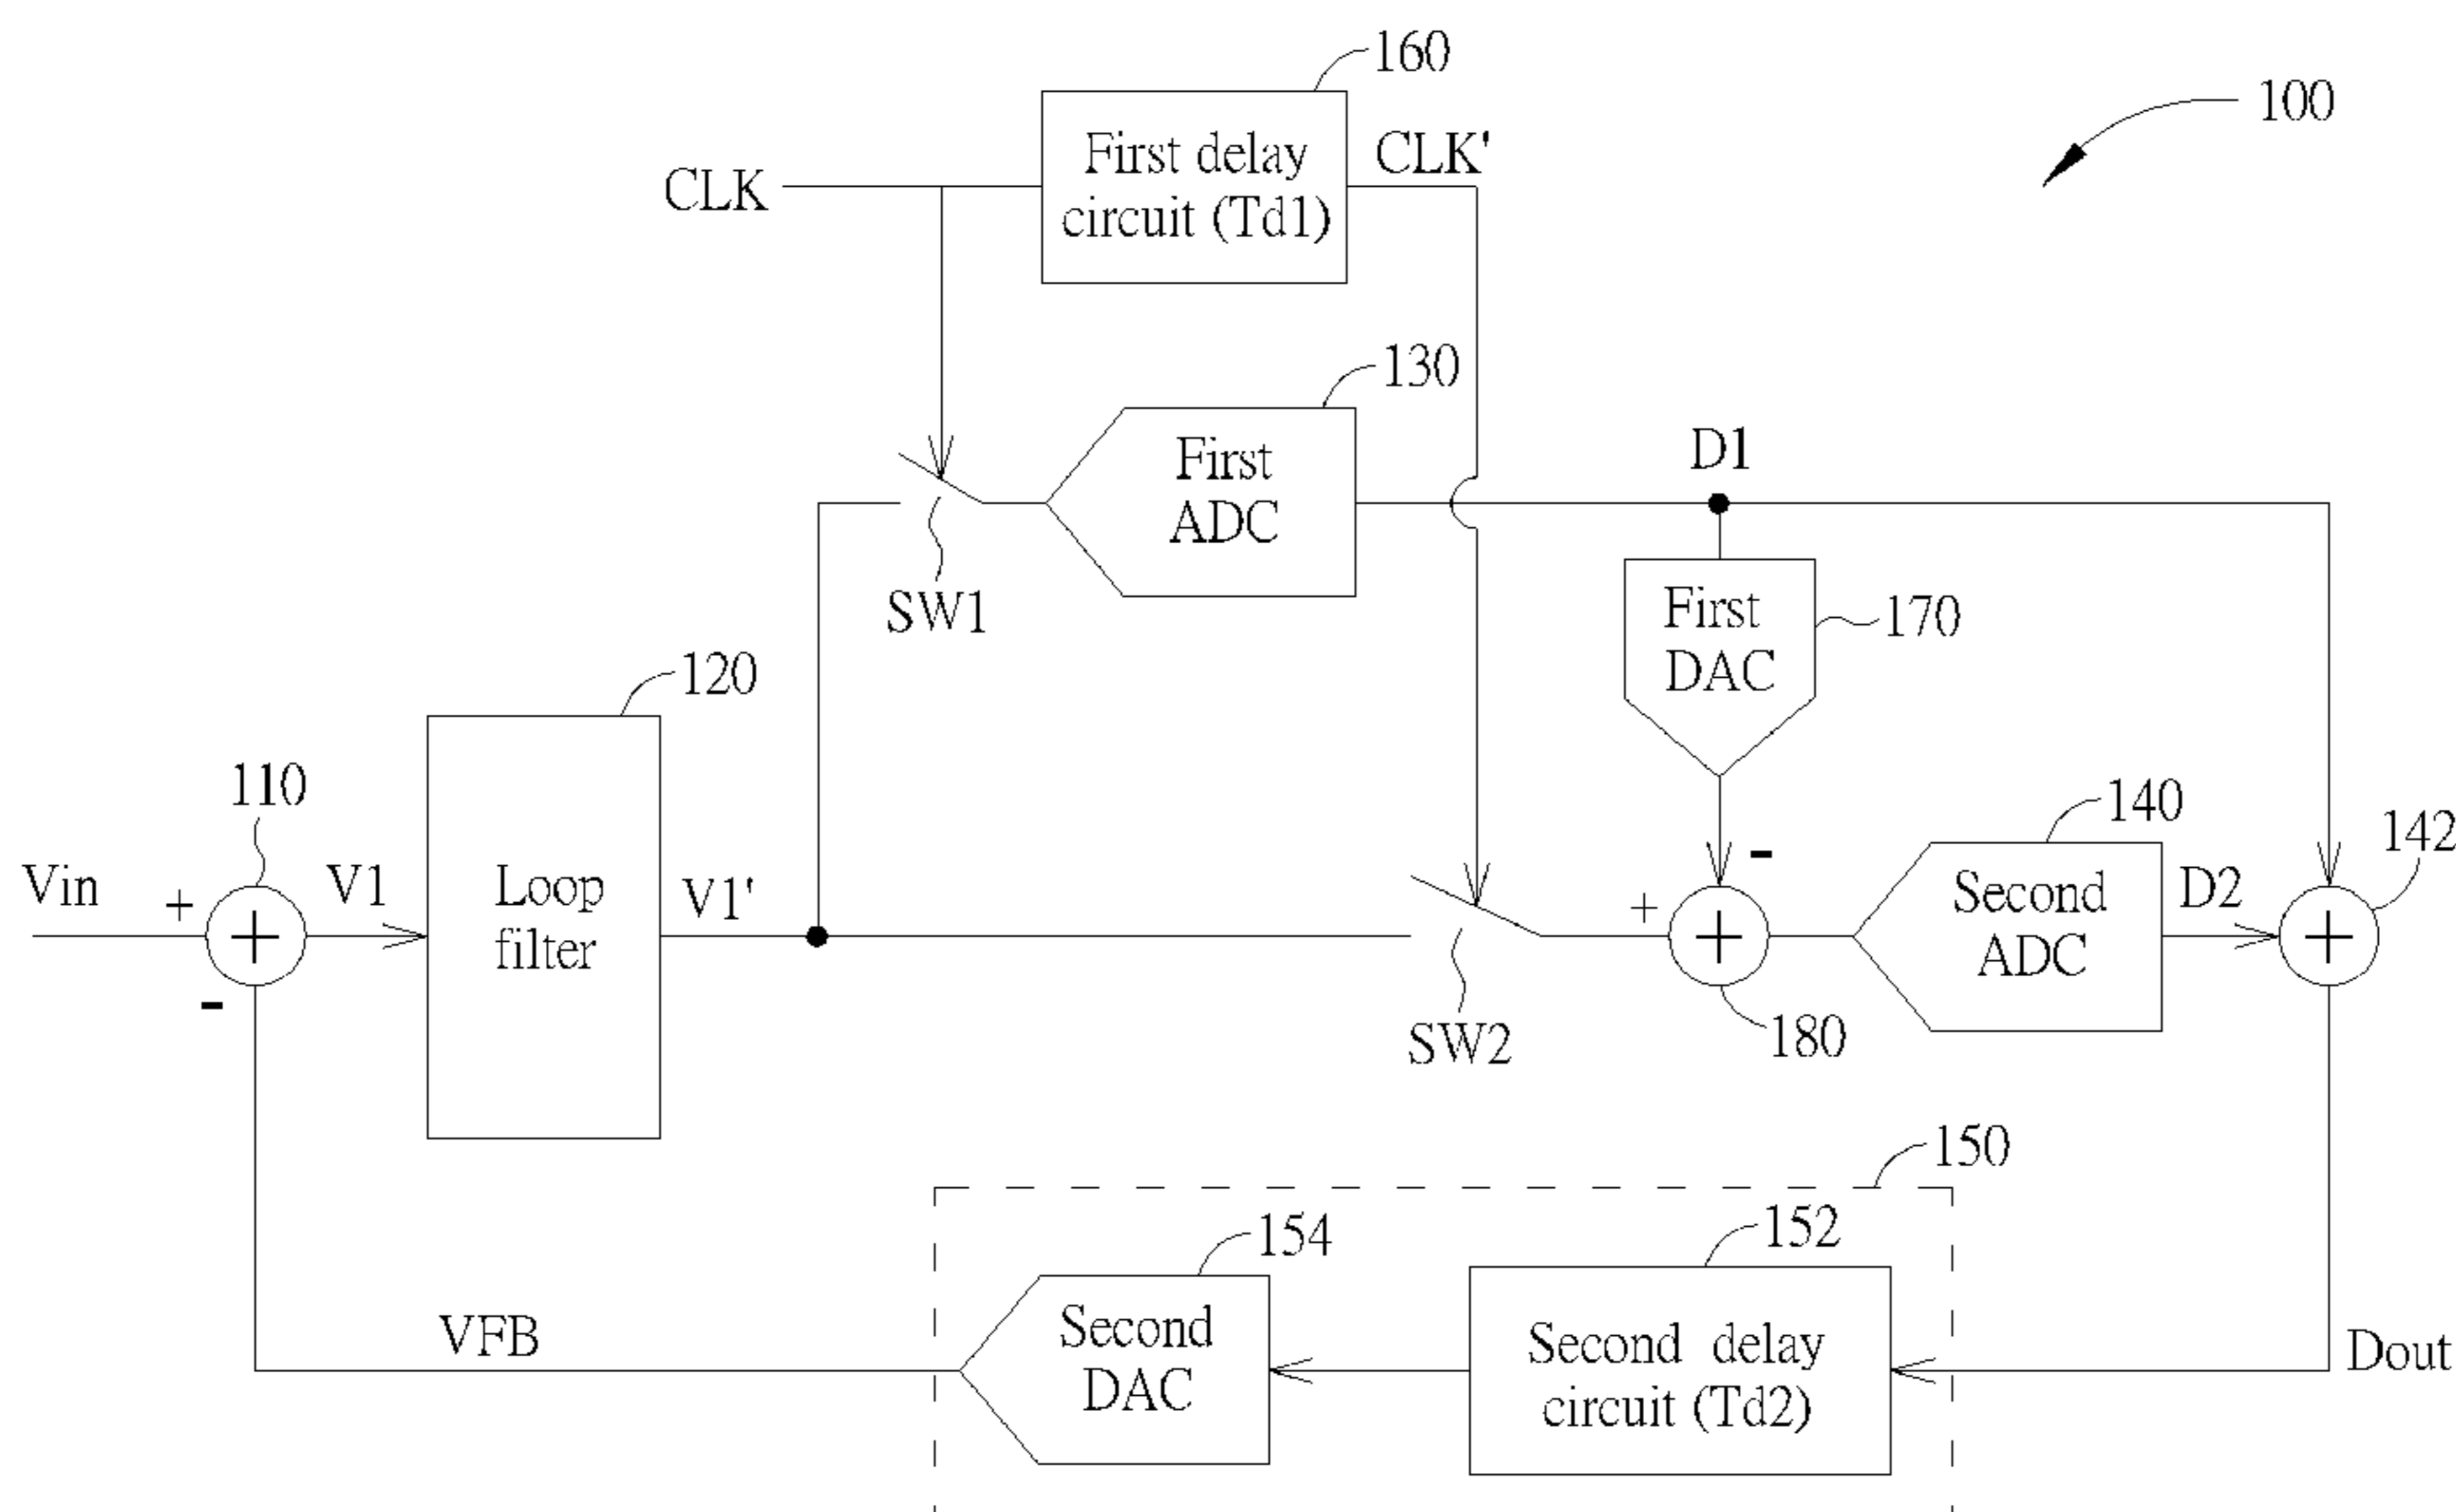 160
100
First delay
circuit (Td1)
CLK
CLK'
130
First
ADC
D1
SW1
First
DAC
170
120
110
140
142
Vin
+
+
V1
Loop
filter
V1'
+
-
+
Second
ADC
D2
+
-
SW2
180
150
154
152
VFB
Second
DAC
Second delay
circuit (Td2)
Dout